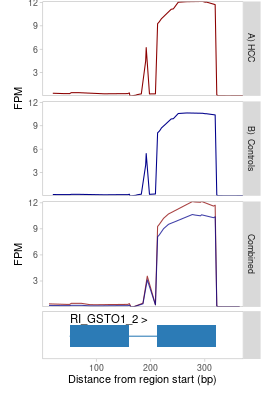 12
9
6
3
A) HCC
FPM
12
9
6
3
B) Controls
12
9
6
3
Combined
FPM
RI_GSTO1_2 >
100 200 300
Distance from region start (bp)